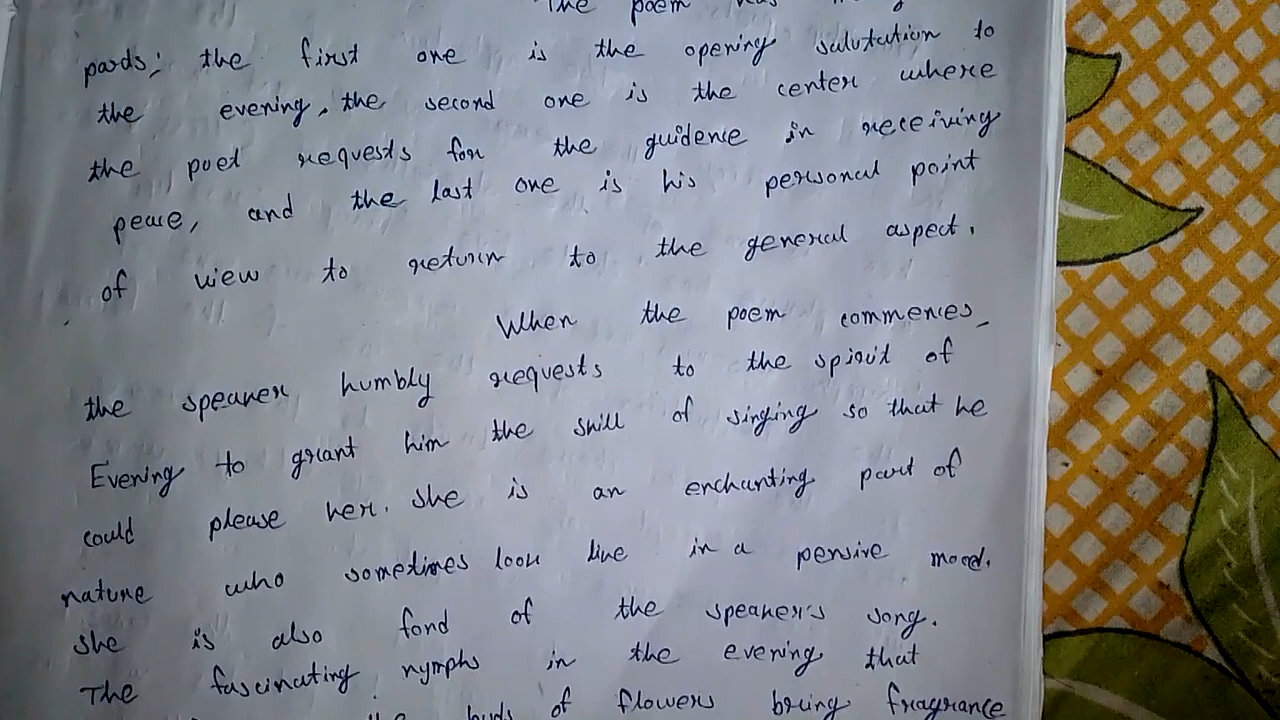 The poem has
parts: the first one is the opening salutation to
the evening, the second one is the center where
the poet requests for the guidence in receiving
peace, and the last one is his personal point
of view to return to the general aspect.
When the poem commences,
the speaker humbly requests to the spirit of
Evening to grant him the skill of singing so that he
could please her. She is an enchanting part of
nature who sometimes look like in a pensive mood.
She is also fond of the speaker's song.
The fascinating nymphs in the evening that
buds of flowers bring fragrance